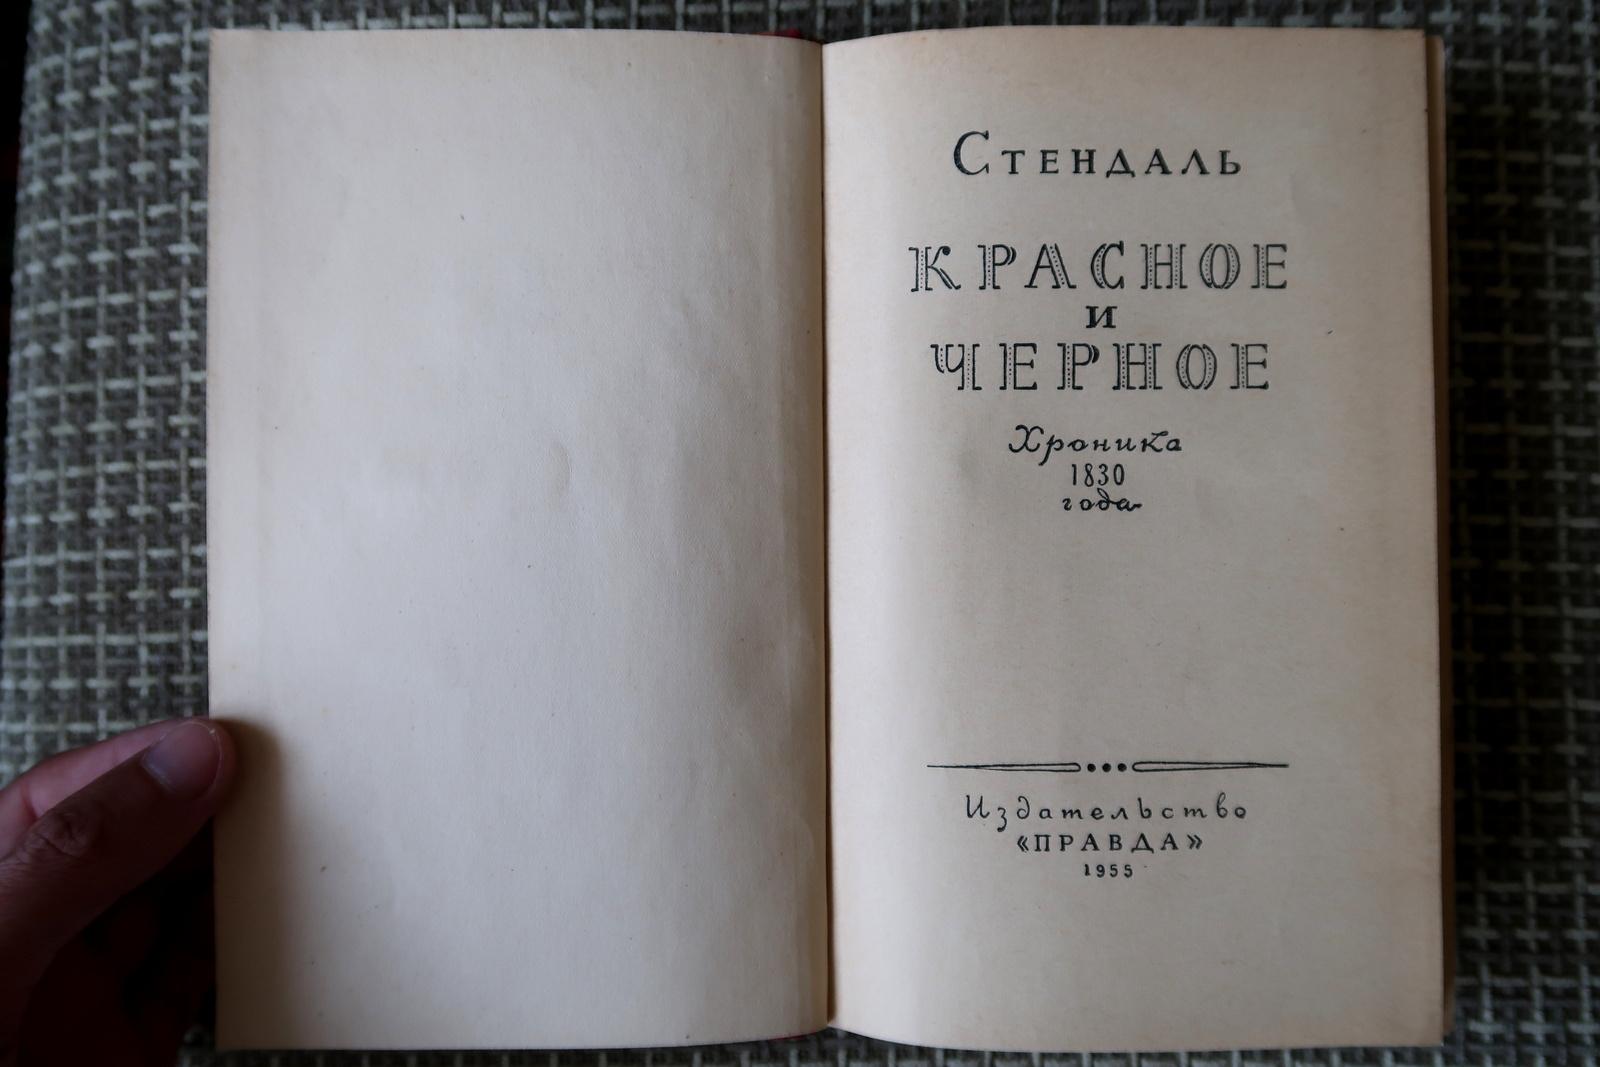 Стендаль
КРАСНОЕ
И
ЧЕРНОЕ
Хроника
1830
года
Издательство
«ПРАВДА»
1955